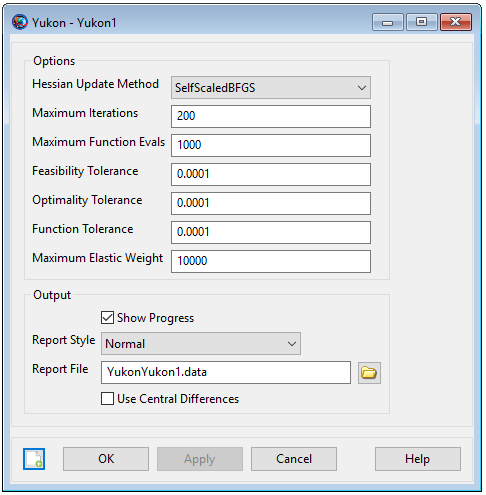 Yukon - Yukon1
Options
Hessian Update Method SelfScaledBFGS
Maximum Iterations 200
Maximum Function Evals 1000
Feasibility Tolerance 0.0001
Optimality Tolerance 0.0001
Function Tolerance 0.0001
Maximum Elastic Weight 10000
Output
Show Progress
Report Style Normal
Report File YukonYukon1.data
Use Central Differences
OK Apply Cancel Help